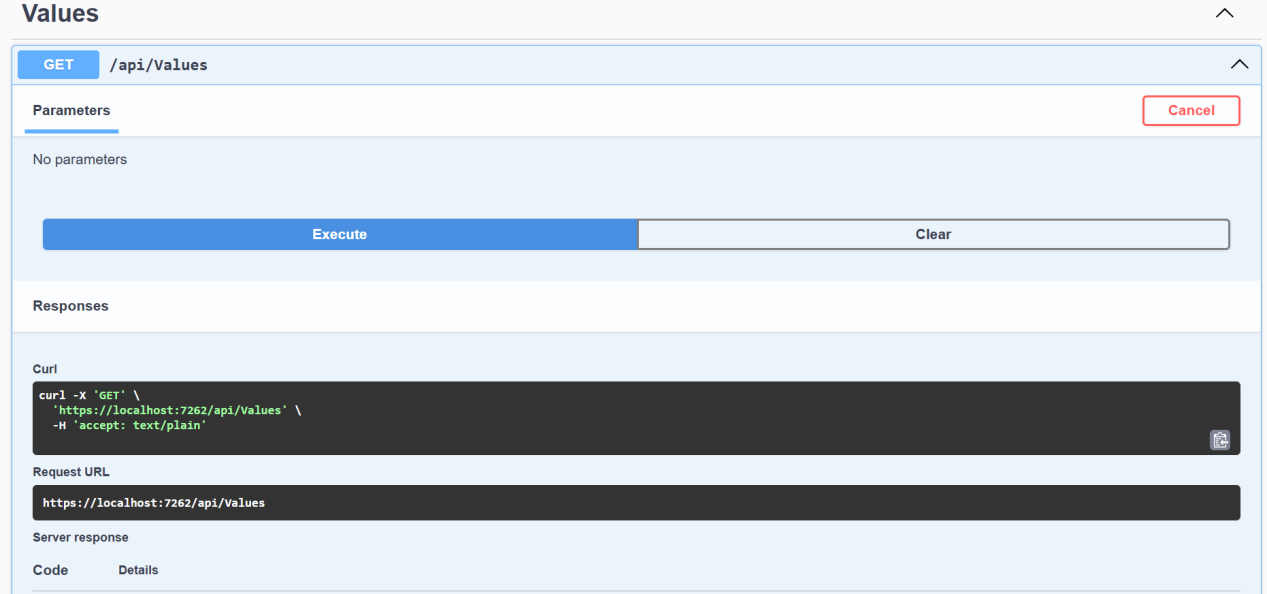 Values
GET /api/Values
Parameters Cancel
No parameters
Execute Clear
Responses
Curl
curl -X 'GET' \
  'https://localhost:7262/api/Values' \
  -H 'accept: text/plain'
Request URL
https://localhost:7262/api/Values
Server response
Code Details